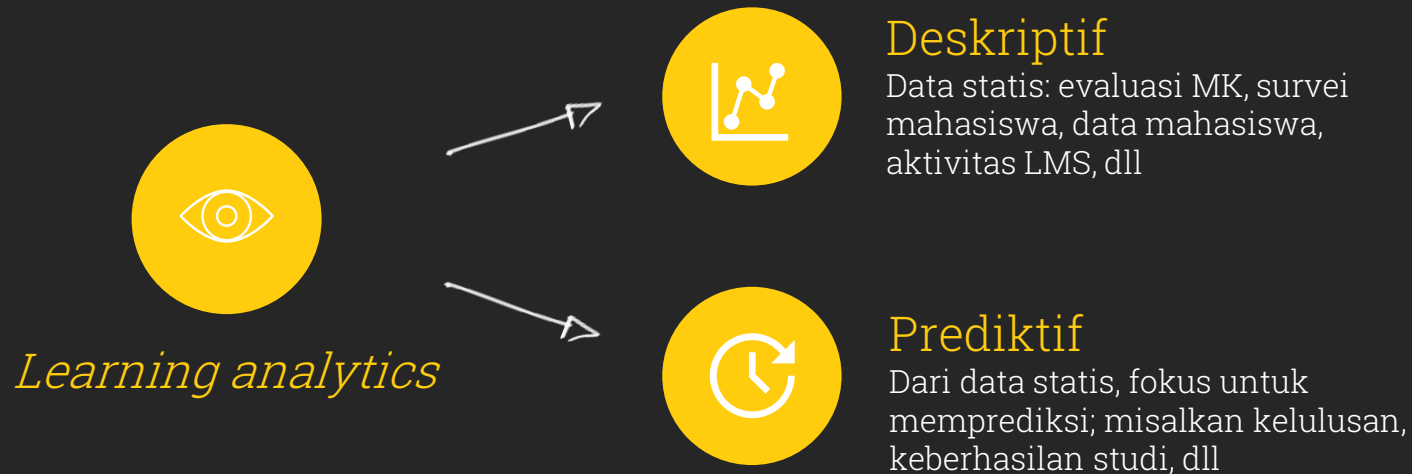 Learning analytics
Deskriptif
Data statis: evaluasi MK, survei
mahasiswa, data mahasiswa,
aktivitas LMS, dll
Prediktif
Dari data statis, fokus untuk
memprediksi; misalkan kelulusan,
keberhasilan studi, dll